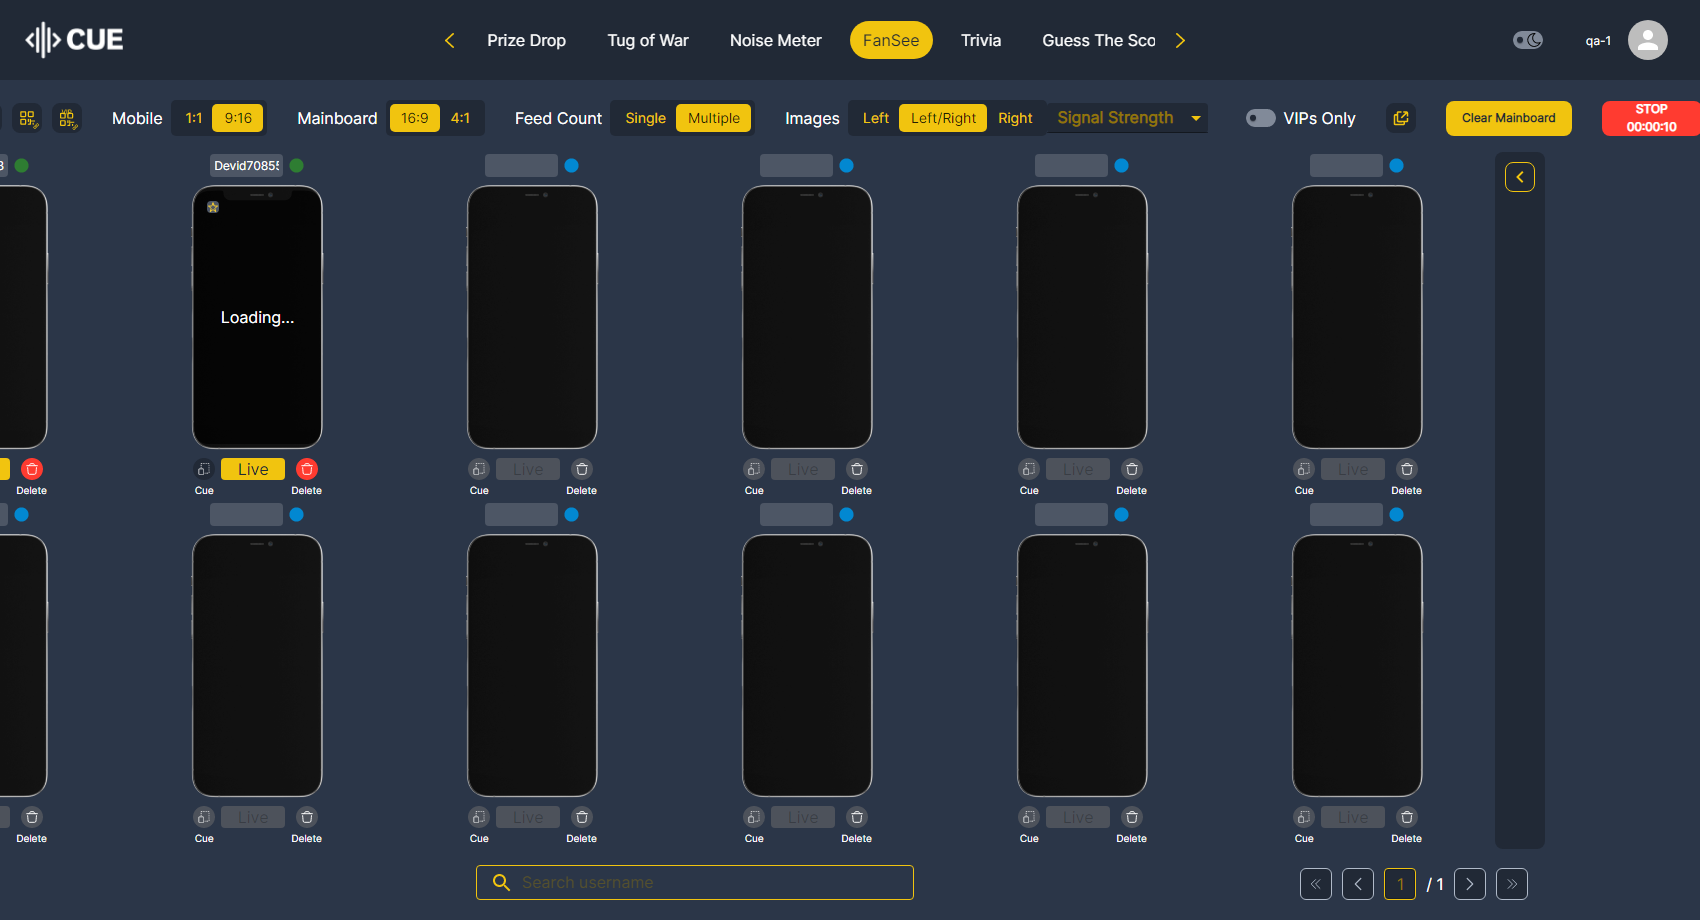 CUE
Prize Drop Tug of War Noise Meter FanSee Trivia Guess The Sco
qa-1
Mobile 1:1 9:16 Mainboard 16:9 4:1 Feed Count Single Multiple Images Left Left/Right Right Signal Strength VIPs Only Clear Mainboard STOP
00:00:10
3 Devid7085
Loading...
Live Live Live Live Live
Delete Cue Delete Cue Delete Cue Delete Cue Delete Cue Delete
Live Live Live Live Live
Delete Cue Delete Cue Delete Cue Delete Cue Delete Cue Delete
Search username
1 / 1